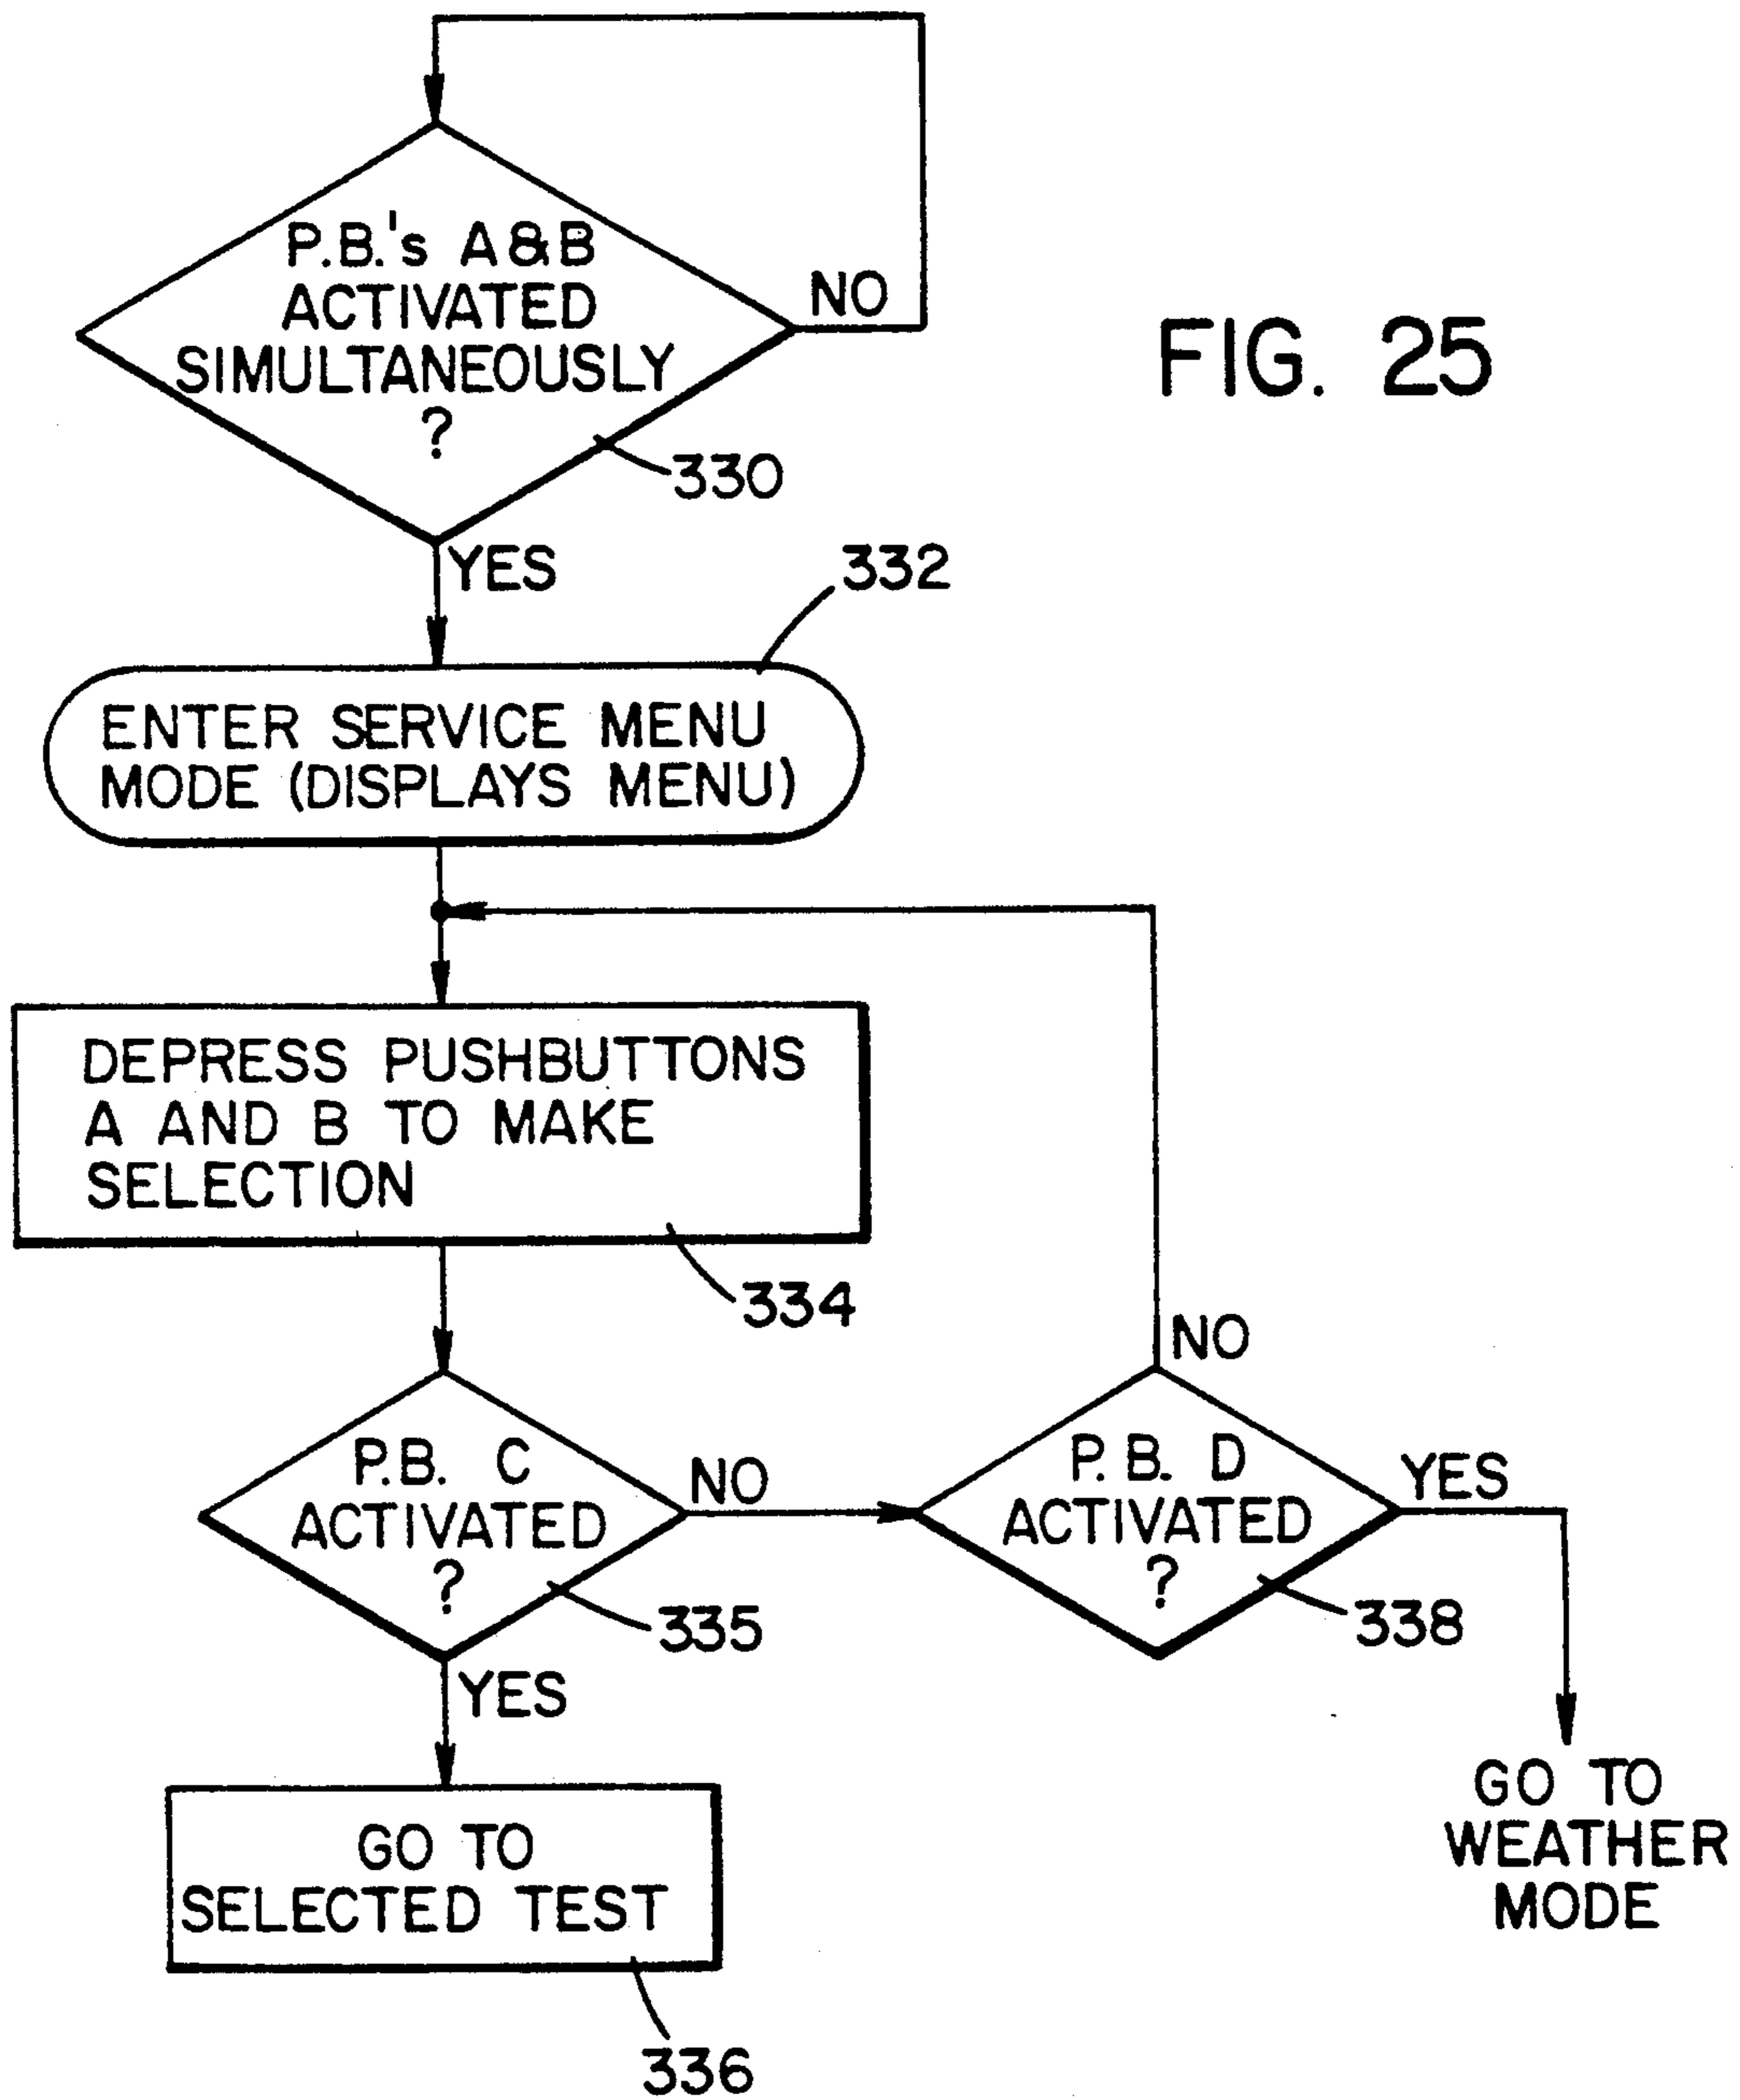 P.B.'s A&B
ACTIVATED
SIMULTANEOUSLY
?
NO
FIG. 25
330
YES
332
ENTER SERVICE MENU
MODE (DISPLAYS MENU)
DEPRESS PUSHBUTTONS
A AND B TO MAKE
SELECTION
334
NO
P.B. C
ACTIVATED
?
NO
335
P.B. D
ACTIVATED
?
YES
338
YES
GO TO
SELECTED TEST
336
GO TO
WEATHER
MODE